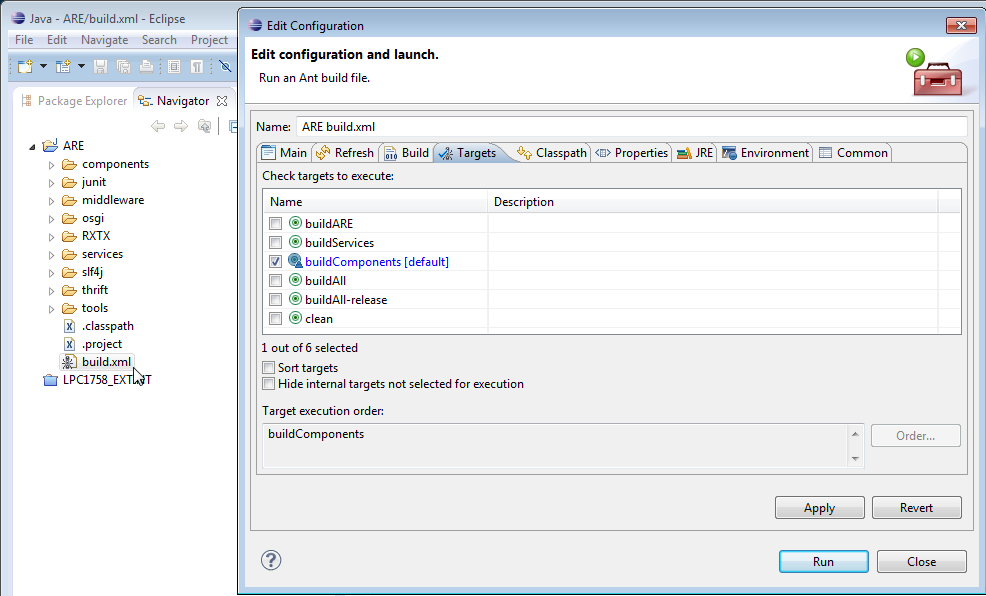 Java - ARE/build.xml - Eclipse
File Edit Navigate Search Project
Package Explorer Navigator
ARE
components
junit
middleware
osgi
RXTX
services
slf4j
thrift
tools
.classpath
.project
build.xml
Edit Configuration
Edit configuration and launch.
Run an Ant build file.
Name: ARE build.xml
Main Refresh Build Targets Classpath Properties JRE Environment Common
Check targets to execute:
Name Description
buildARE
buildServices
buildComponents [default]
buildAll
buildAll-release
clean
1 out of 6 selected
Sort targets
Hide internal targets not selected for execution
Target execution order:
buildComponents
Order...
Apply Revert
? Run Close